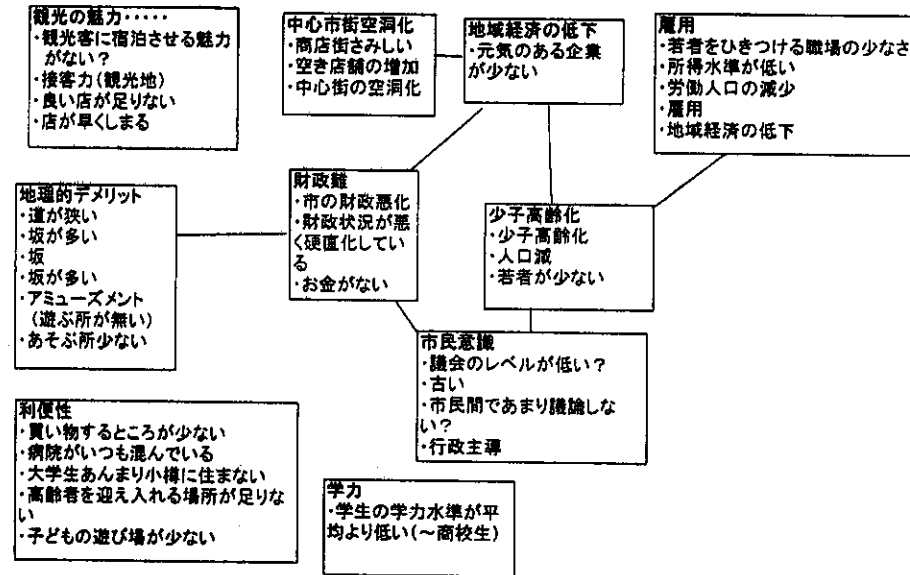 観光の魅力・・・・・
・観光客に宿泊させる魅力
がない?
・接客力(観光地)
・良い店が足りない
・店が早くしまる
中心市街空洞化
・商店街さみしい
・空き店舗の増加
・中心街の空洞化
地域経済の低下
・元気のある企業
が少ない
雇用
・若者をひきつける職場の少なさ
・所得水準が低い
・労働人口の減少
・雇用
・地域経済の低下
地理的デメリット
・道が狭い
・坂が多い
・坂
・坂が多い
・アミューズメント
(遊ぶ所が無い)
・あそぶ所少ない
財政難
・市の財政悪化
・財政状況が悪
く硬直化してい
る
・お金がない
少子高齢化
・少子高齢化
・人口減
・若者が少ない
市民意識
・議会のレベルが低い?
・古い
・市民間であまり議論しな
い?
・行政主導
利便性
・買い物するところが少ない
・病院がいつも混んでいる
・大学生あんまり小樽に住まない
・高齢者を迎え入れる場所が足りな
い
・子どもの遊び場が少ない
学力
・学生の学力水準が平
均より低い(～商校生)